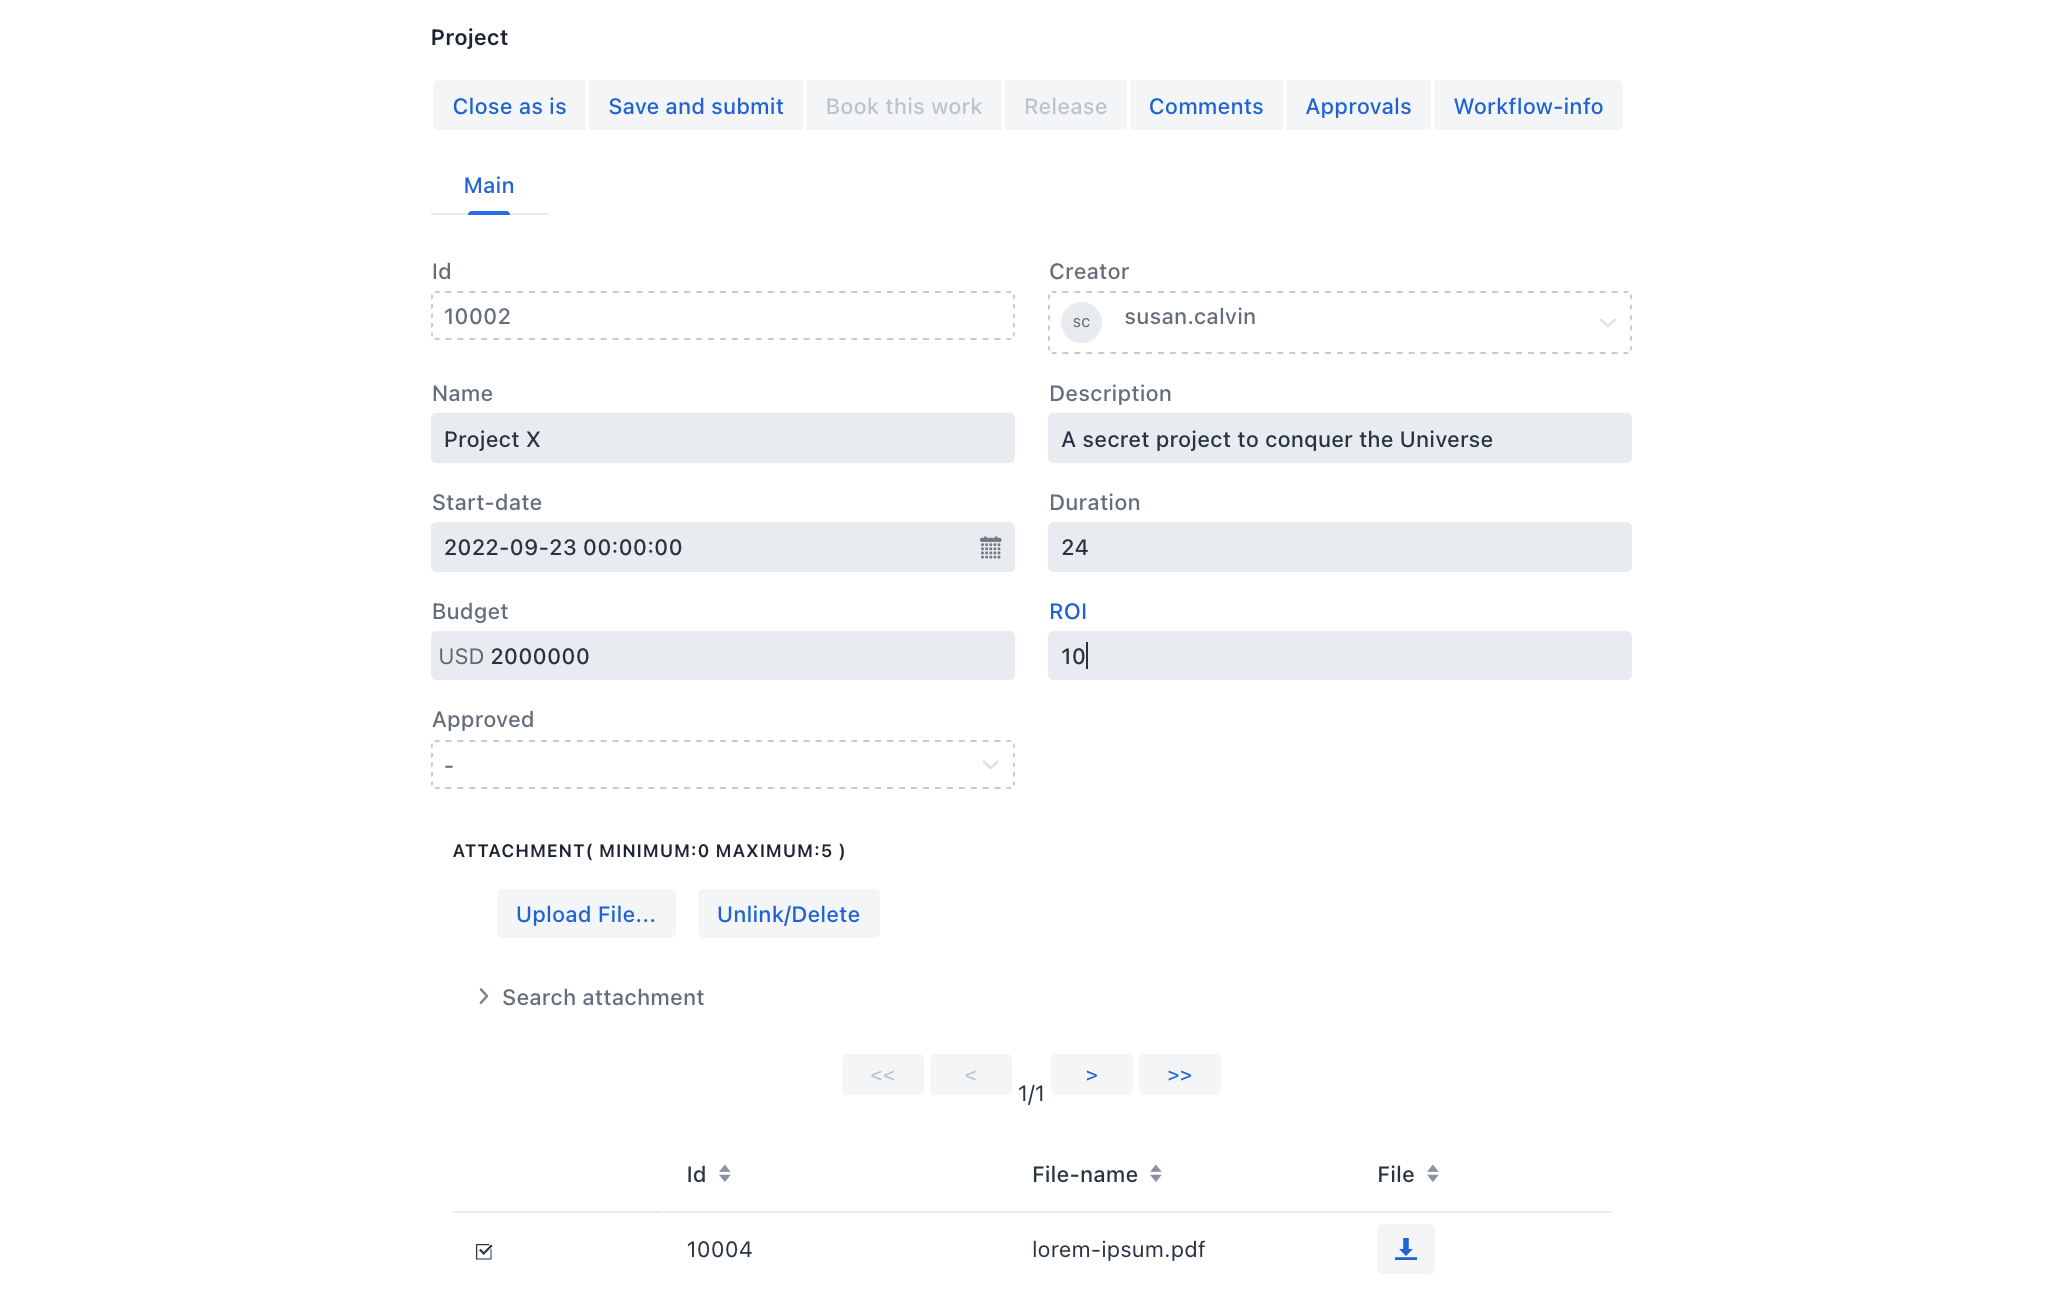 Project
Close as is Save and submit Book this work Release Comments Approvals Workflow-info
Main
Id Creator
10002 SC susan.calvin
Name Description
Project X A secret project to conquer the Universe
Start-date Duration
2022-09-23 00:00:00 24
Budget ROI
USD 2000000 10
Approved
-
ATTACHMENT( MINIMUM:0 MAXIMUM:5 )
Upload File... Unlink/Delete
Search attachment
<< < 1/1 > >>
Id File-name File
10004 lorem-ipsum.pdf